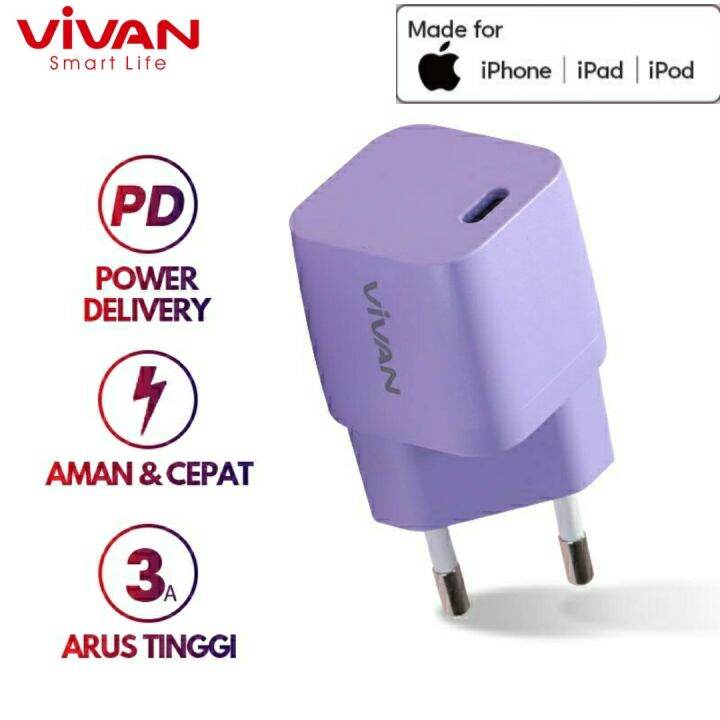 ViVAN
Smart Life
Made for
iPhone | iPad | iPod
PD
POWER
DELIVERY
ViVAN
AMAN & CEPAT
3A
ARUS TINGGI